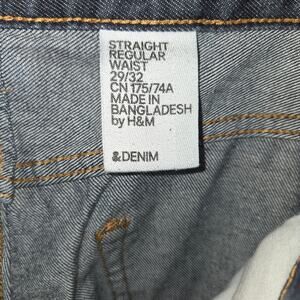 STRAIGHT
REGULAR
WAIST
29/32
CN 175/74A
MADE IN
BANGLADESH
by H&M
&DENIM